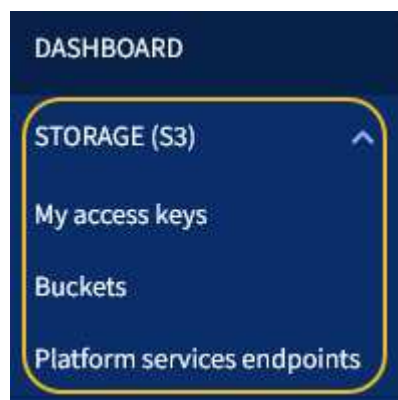 DASHBOARD
STORAGE (S3)
My access keys
Buckets
Platform services endpoints